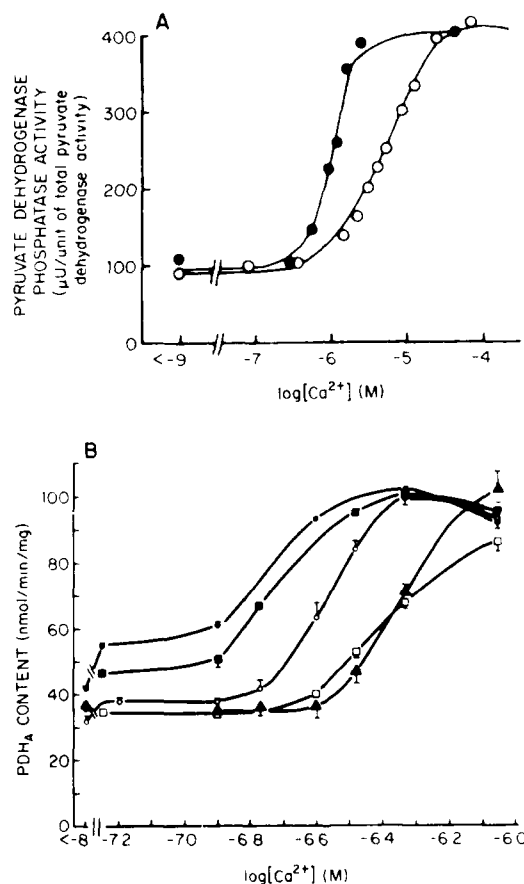 A
PYRUVATE DEHYDROGENASE
PHOSPHATASE ACTIVITY
(μU/unit of total pyruvate
dehydrogenase activity)
400
300
200
100
0
<-9 -7 -6 -5 -4
log[Ca2+] (M)
B
PDHA CONTENT (nmol/min/mg)
100
80
60
40
20
0
<-8 -7.2 -7.0 -6.8 -6.6 -6.4 -6.2 -6.0
log[Ca2+] (M)